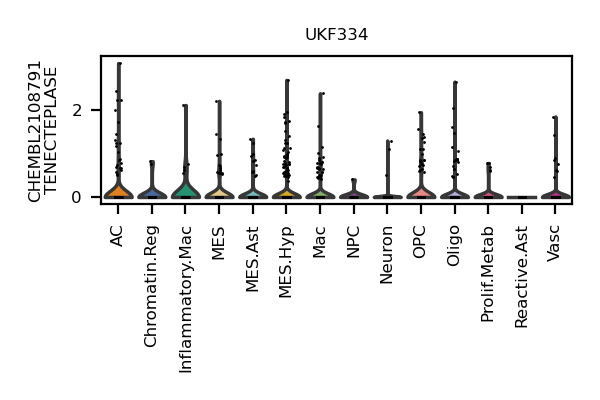 UKF334
CHEMBL2108791
TENECTEPLASE
2
0
AC
Chromatin.Reg
Inflammatory.Mac
MES
MES.Ast
MES.Hyp
Mac
NPC
Neuron
OPC
Oligo
Prolif.Metab
Reactive.Ast
Vasc